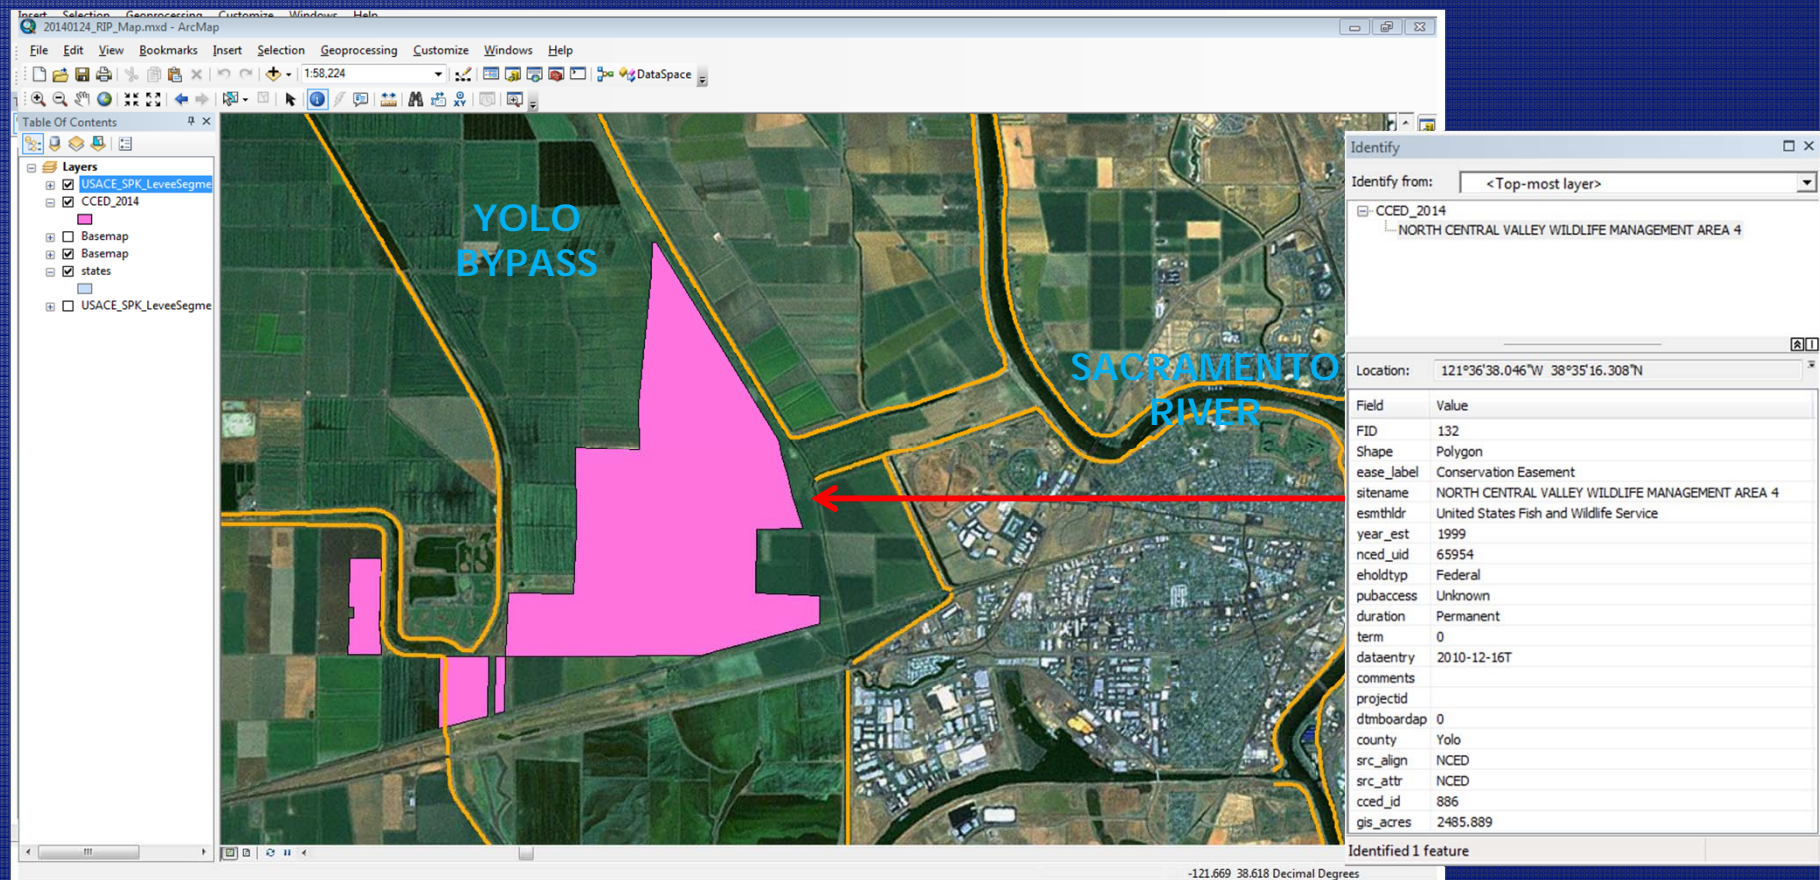 Insert Selection Geoprocessing Customize Windows Help
20140124_RIP_Map.mxd - ArcMap
File Edit View Bookmarks Insert Selection Geoprocessing Customize Windows Help
1:58,224
DataSpace
Table Of Contents
Layers
USACE_SPK_LeveeSegme
CCED_2014
Basemap
Basemap
states
USACE_SPK_LeveeSegme
YOLO
BYPASS
SACRAMENTO
RIVER
-121.669 38.618 Decimal Degrees
Identify
Identify from: <Top-most layer>
CCED_2014
NORTH CENTRAL VALLEY WILDLIFE MANAGEMENT AREA 4
Location: 121°36'38.046"W 38°35'16.308"N
Field Value
FID 132
Shape Polygon
ease_label Conservation Easement
sitename NORTH CENTRAL VALLEY WILDLIFE MANAGEMENT AREA 4
esmthldr United States Fish and Wildlife Service
year_est 1999
nced_uid 65954
eholdtyp Federal
pubaccess Unknown
duration Permanent
term 0
dataentry 2010-12-16T
comments
projectid
dtmboardap 0
county Yolo
src_align NCED
src_attr NCED
cced_id 886
gis_acres 2485.889
Identified 1 feature